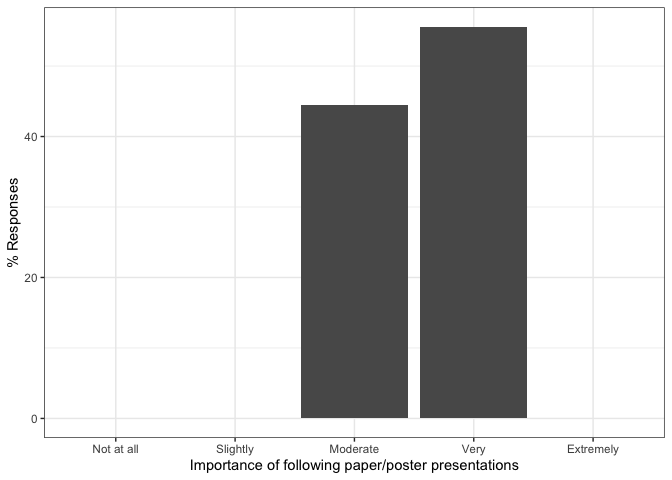 % Responses
40
20
0
Not at all Slightly Moderate Very Extremely
Importance of following paper/poster presentations